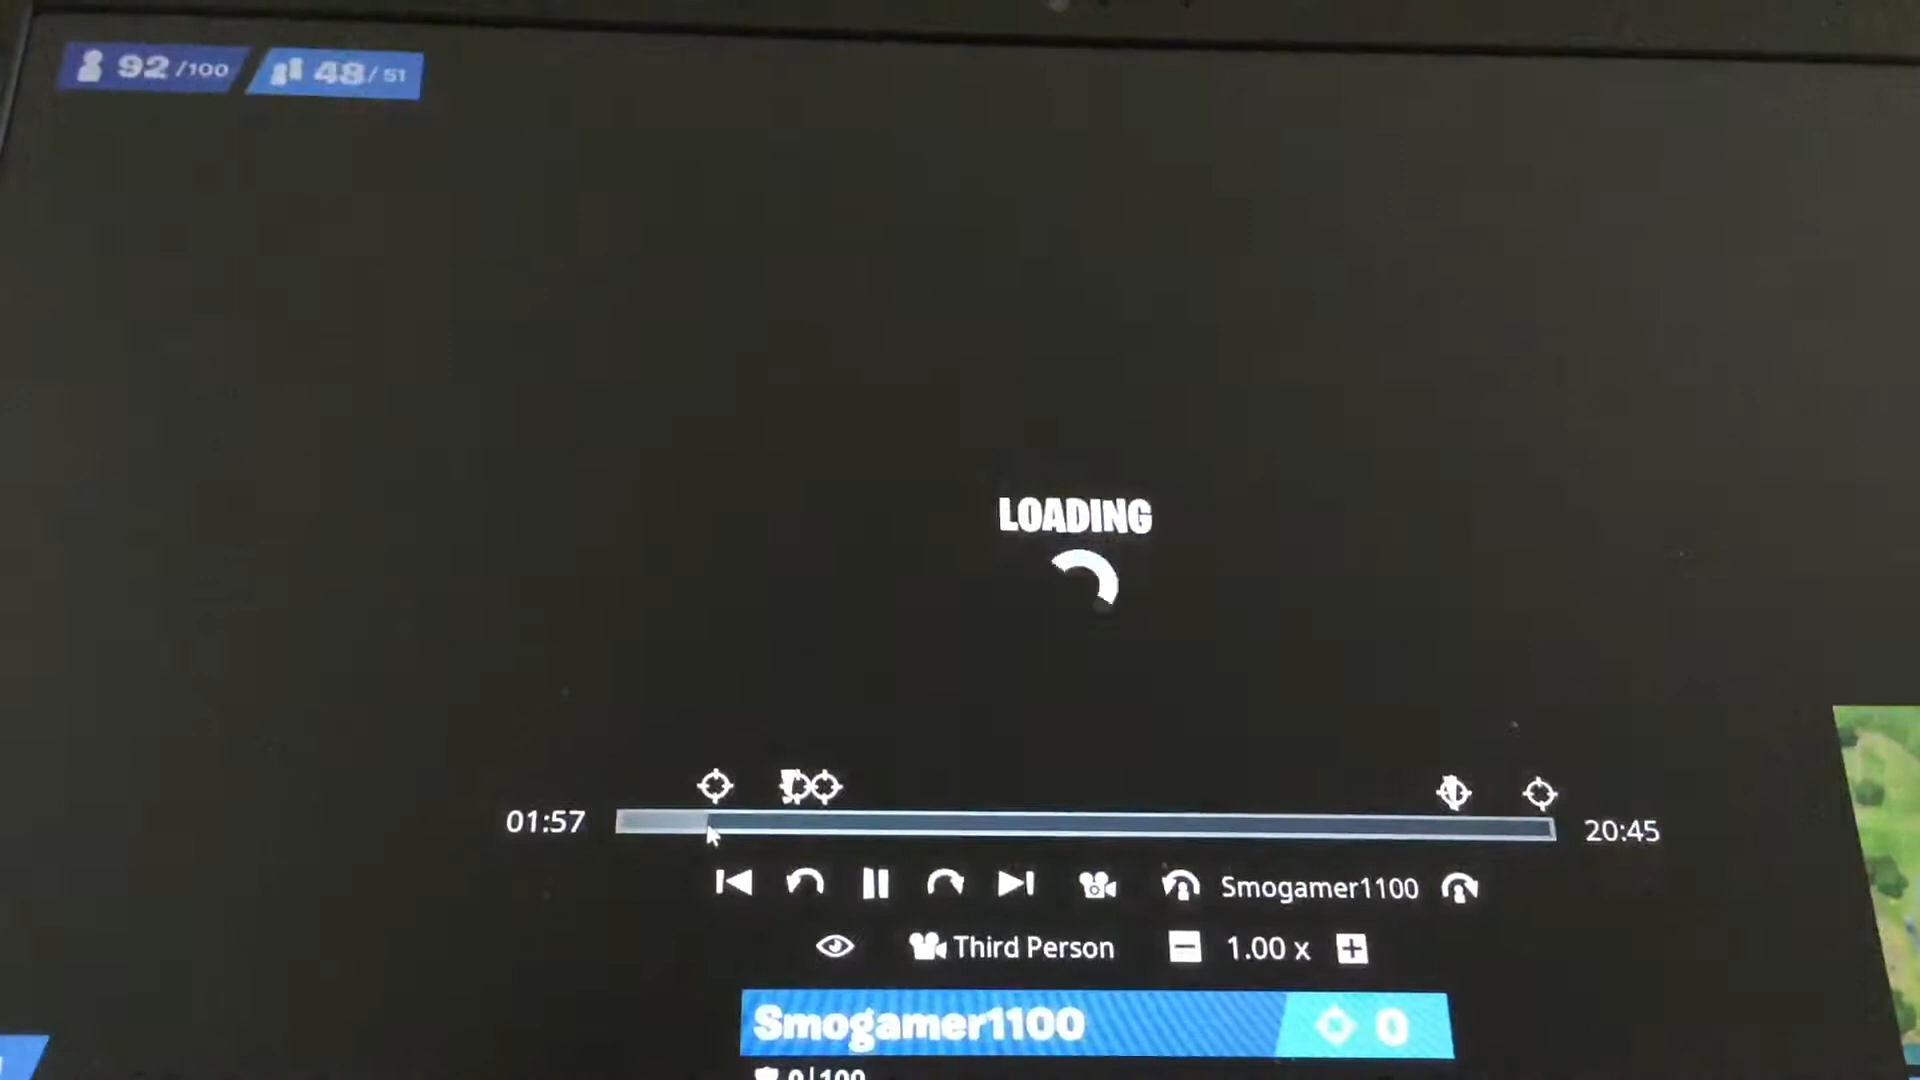 92/100 48/51
LOADING
01:57 20:45
Smogamer1100
Third Person 1.00 x
Smogamer1100 0